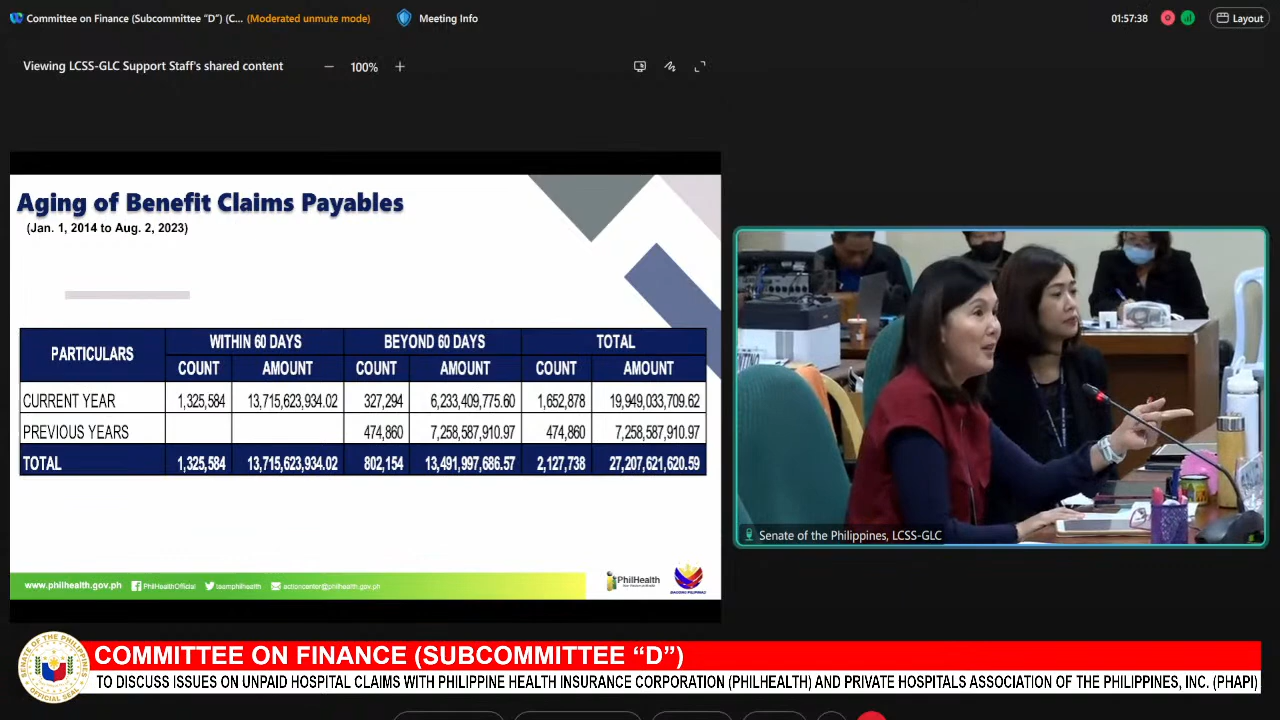 Committee on Finance (Subcommittee “D”) (C... (Moderated unmute mode) Meeting Info 01:57:38 Layout
Viewing LCSS-GLC Support Staff's shared content 100%
Aging of Benefit Claims Payables
(Jan. 1, 2014 to Aug. 2, 2023)
PARTICULARS WITHIN 60 DAYS BEYOND 60 DAYS TOTAL
COUNT AMOUNT COUNT AMOUNT COUNT AMOUNT
CURRENT YEAR 1,325,584 13,715,623,934.02 327,294 6,233,409,775.60 1,652,878 19,949,033,709.62
PREVIOUS YEARS 474,860 7,258,587,910.97 474,860 7,258,587,910.97
TOTAL 1,325,584 13,715,623,934.02 802,154 13,491,997,686.57 2,127,738 27,207,621,620.59
www.philhealth.gov.ph PhilHealthOfficial teamphilhealth actioncenter@philhealth.gov.ph PhilHealth
BAGONG PILIPINAS
Senate of the Philippines, LCSS-GLC
SENATE OF THE PHILIPPINES
OFFICIAL SEAL
COMMITTEE ON FINANCE (SUBCOMMITTEE “D”)
TO DISCUSS ISSUES ON UNPAID HOSPITAL CLAIMS WITH PHILIPPINE HEALTH INSURANCE CORPORATION (PHILHEALTH) AND PRIVATE HOSPITALS ASSOCIATION OF THE PHILIPPINES, INC. (PHAPI)